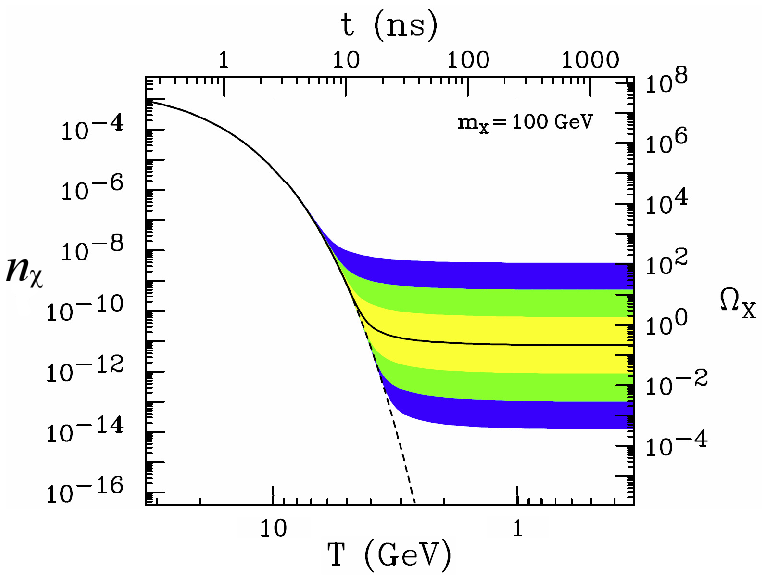 t (ns)
1 10 100 1000
m_X = 100 GeV
10^-4
10^-6
10^-8
10^-10
10^-12
10^-14
10^-16
n_χ
10^8
10^6
10^4
10^2
10^0
10^-2
10^-4
Ω_X
10 1
T (GeV)